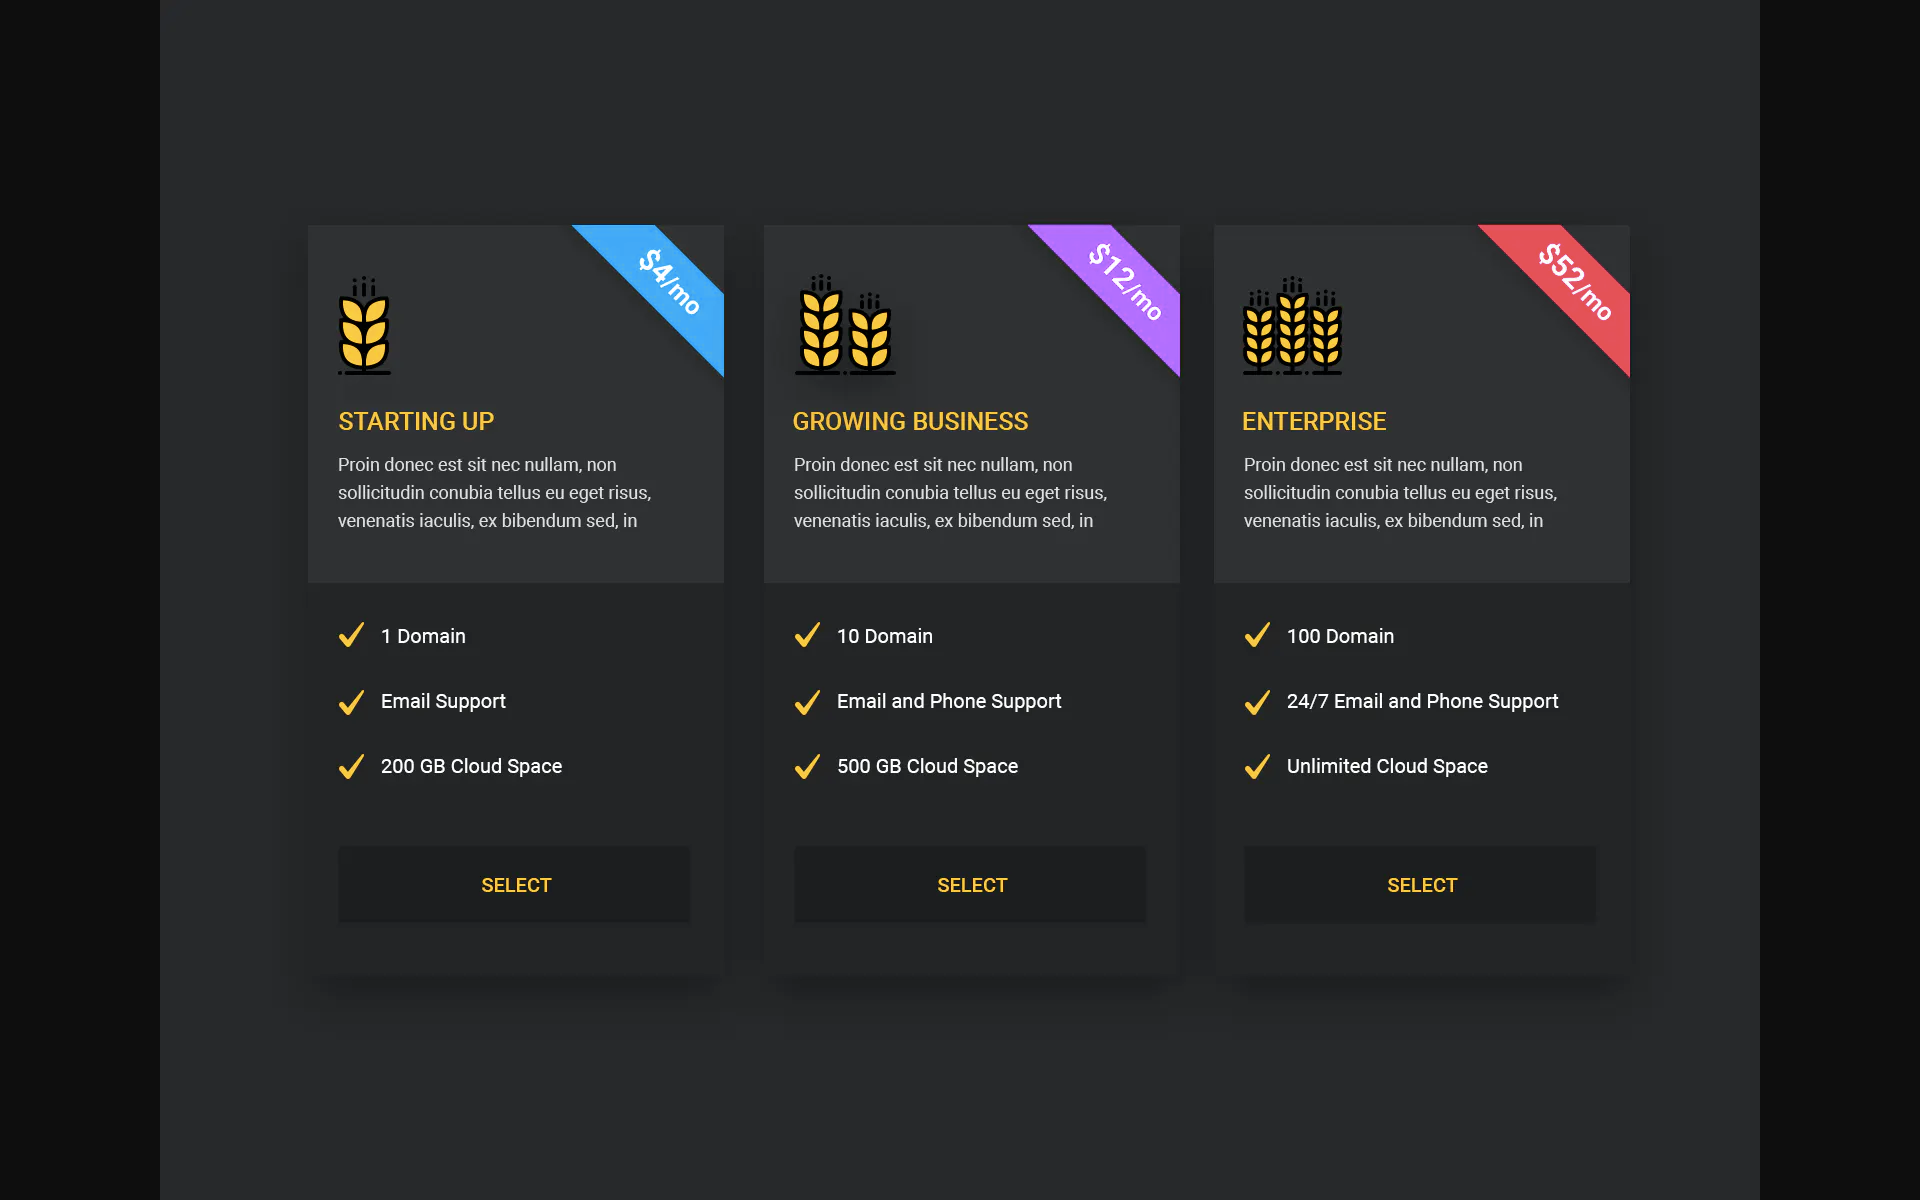 $4/mo
STARTING UP
Proin donec est sit nec nullam, non
sollicitudin conubia tellus eu eget risus,
venenatis iaculis, ex bibendum sed, in
1 Domain
Email Support
200 GB Cloud Space
SELECT
$12/mo
GROWING BUSINESS
Proin donec est sit nec nullam, non
sollicitudin conubia tellus eu eget risus,
venenatis iaculis, ex bibendum sed, in
10 Domain
Email and Phone Support
500 GB Cloud Space
SELECT
$52/mo
ENTERPRISE
Proin donec est sit nec nullam, non
sollicitudin conubia tellus eu eget risus,
venenatis iaculis, ex bibendum sed, in
100 Domain
24/7 Email and Phone Support
Unlimited Cloud Space
SELECT